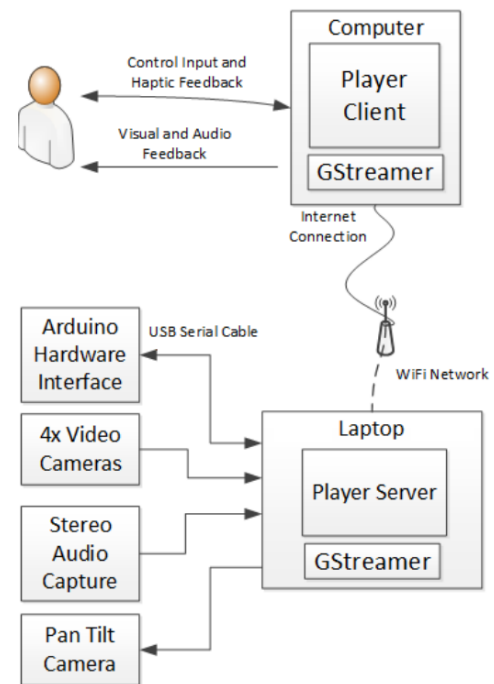 Computer
Control Input and
Haptic Feedback
Player
Client
Visual and Audio
Feedback
GStreamer
Internet
Connection
Arduino
Hardware
Interface
USB Serial Cable
WiFi Network
4x Video
Cameras
Laptop
Player Server
Stereo
Audio
Capture
GStreamer
Pan Tilt
Camera